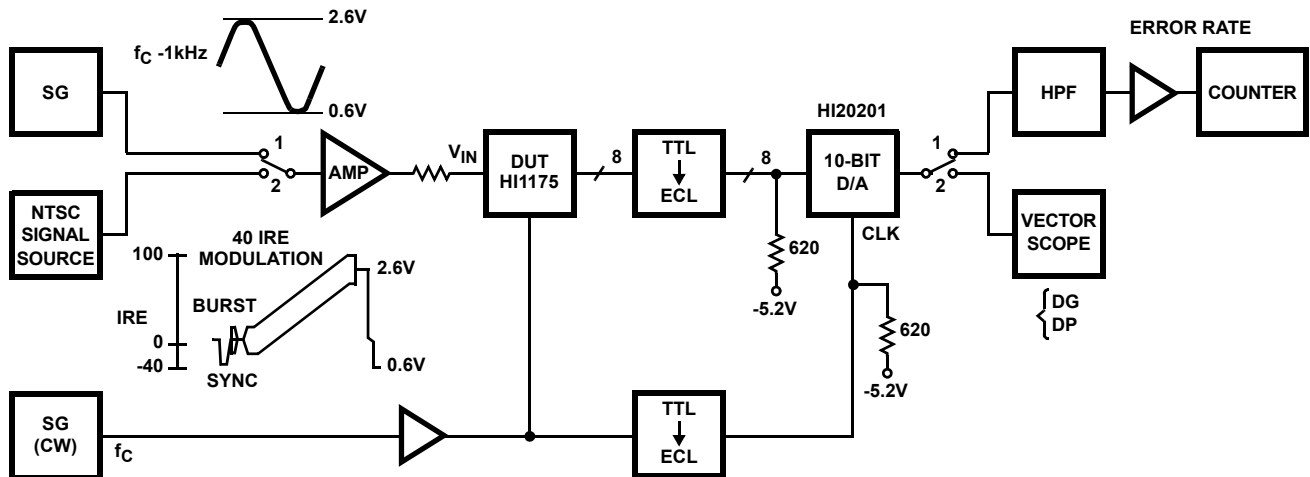 2.6V
f_C -1kHz
0.6V
SG
1
2
AMP
V_IN
DUT
HI1175
8
TTL
ECL
8
620
-5.2V
HI20201
10-BIT
D/A
CLK
620
-5.2V
1
2
ERROR RATE
HPF
COUNTER
VECTOR
SCOPE
DG
DP
NTSC
SIGNAL
SOURCE
40 IRE
MODULATION
100
2.6V
BURST
IRE
0
-40
SYNC
0.6V
SG
(CW)
f_C
TTL
ECL